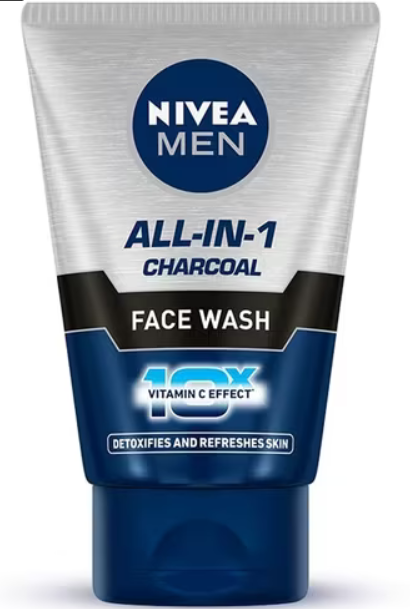 NIVEA
MEN
ALL-IN-1
CHARCOAL
FACE WASH
10X
VITAMIN C EFFECT*
DETOXIFIES AND REFRESHES SKIN